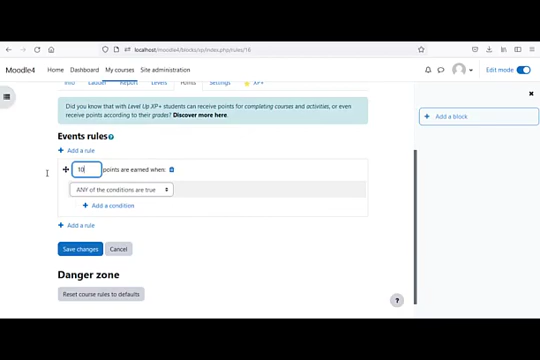 localhost/moodle4/blocks/xp/index.php/rules/16
Moodle4 Home Dashboard My courses Site administration Edit mode
Info Ladder Report Levels Points Settings XP+
Did you know that with Level Up XP+ students can receive points for completing courses and activities, or even
receive points according to their grades? Discover more here.
Add a block
Events rules
Add a rule
10 points are earned when:
ANY of the conditions are true
Add a condition
Add a rule
Save changes Cancel
Danger zone
Reset course rules to defaults
?